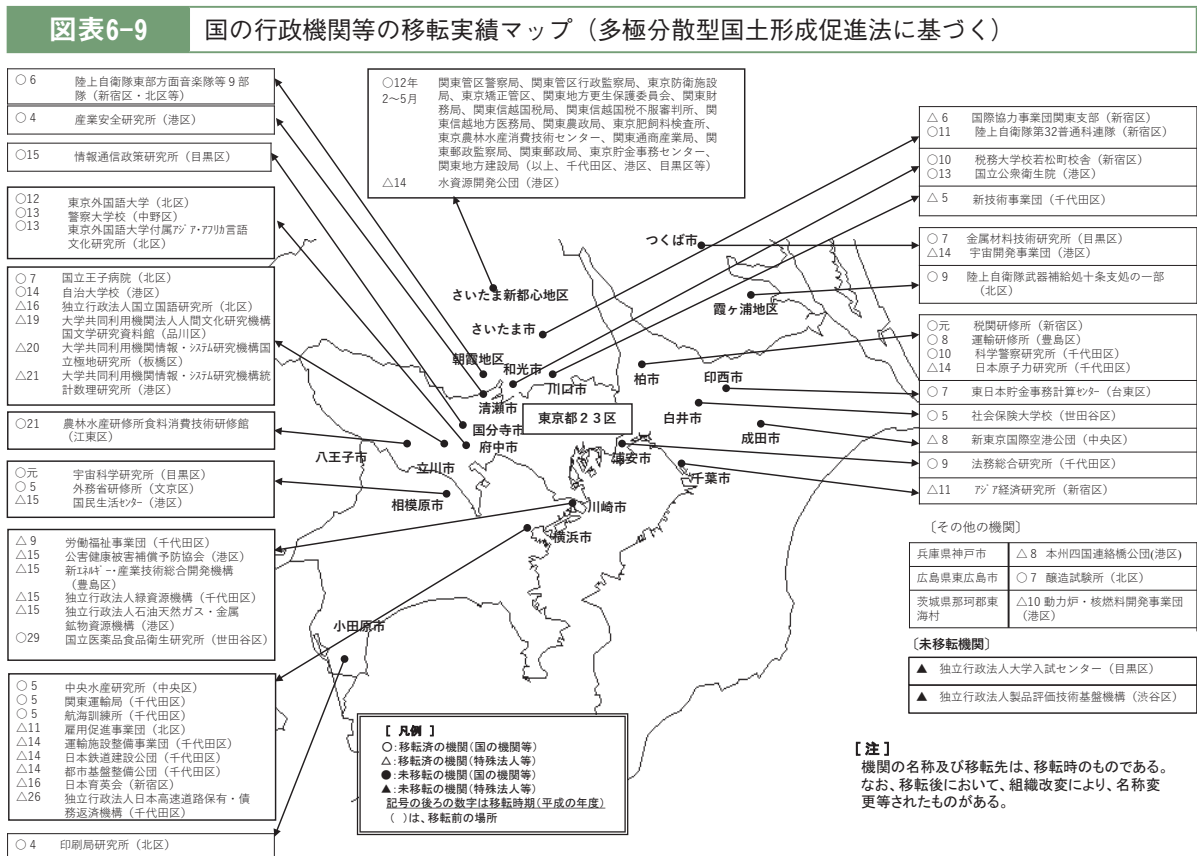 図表6-9
国の行政機関等の移転実績マップ（多極分散型国土形成促進法に基づく）
○ 6 陸上自衛隊東部方面音楽隊等９部
隊（新宿区・北区等）
○ 4 産業安全研究所（港区）
○15 情報通信政策研究所（目黒区）
○12 東京外国語大学（北区）
○13 警察大学校（中野区）
○13 東京外国語大学付属ｱｼﾞｱ･ｱﾌﾘｶ言語
文化研究所（北区）
○ 7 国立王子病院（北区）
○14 自治大学校（港区）
△16 独立行政法人国立国語研究所（北区）
△19 大学共同利用機関法人人間文化研究機構
国文学研究資料館（品川区）
△20 大学共同利用機関情報・ｼｽﾃﾑ研究機構国
立極地研究所（板橋区）
△21 大学共同利用機関情報・ｼｽﾃﾑ研究機構統
計数理研究所（港区）
○21 農林水産研修所食料消費技術研修館
（江東区）
○元 宇宙科学研究所（目黒区）
○ 5 外務省研修所（文京区）
△15 国民生活ｾﾝﾀｰ（港区）
△ 9 労働福祉事業団（千代田区）
△15 公害健康被害補償予防協会（港区）
△15 新ｴﾈﾙｷﾞｰ･産業技術総合開発機構
（豊島区）
△15 独立行政法人緑資源機構（千代田区）
△15 独立行政法人石油天然ガス・金属
鉱物資源機構（港区）
○29 国立医薬品食品衛生研究所（世田谷区）
○ 5 中央水産研究所（中央区）
○ 5 関東運輸局（千代田区）
○ 5 航海訓練所（千代田区）
△11 雇用促進事業団（北区）
△14 運輸施設整備事業団（千代田区）
△14 日本鉄道建設公団（千代田区）
△14 都市基盤整備公団（千代田区）
△16 日本育英会（新宿区）
△26 独立行政法人日本高速道路保有・債
務返済機構（千代田区）
○ 4 印刷局研究所（北区）
○12年 関東管区警察局、関東管区行政監察局、東京防衛施設
2～5月 局、東京矯正管区、関東地方更生保護委員会、関東財
務局、関東信越国税局、関東信越国税不服審判所、関
東信越地方医務局、関東農政局、東京肥飼料検査所、
東京農林水産消費技術センター、関東通商産業局、関
東郵政監察局、関東郵政局、東京貯金事務センター、
関東地方建設局（以上、千代田区、港区、目黒区等）
△14 水資源開発公団（港区）
つくば市
さいたま新都心地区
霞ヶ浦地区
さいたま市
朝霞地区
和光市
川口市
柏市
印西市
清瀬市
東京都２３区
白井市
国分寺市
府中市
成田市
八王子市
立川市
浦安市
千葉市
相模原市
川崎市
横浜市
小田原市
△ 6 国際協力事業団関東支部（新宿区）
○11 陸上自衛隊第32普通科連隊（新宿区）
○10 税務大学校若松町校舎（新宿区）
○13 国立公衆衛生院（港区）
△ 5 新技術事業団（千代田区）
○ 7 金属材料技術研究所（目黒区）
△14 宇宙開発事業団（港区）
○ 9 陸上自衛隊武器補給処十条支処の一部
（北区）
○元 税関研修所（新宿区）
○ 8 運輸研修所（豊島区）
○10 科学警察研究所（千代田区）
△14 日本原子力研究所（千代田区）
○ 7 東日本貯金事務計算ｾﾝﾀｰ（台東区）
○ 5 社会保険大学校（世田谷区）
△ 8 新東京国際空港公団（中央区）
○ 9 法務総合研究所（千代田区）
△11 ｱｼﾞｱ経済研究所（新宿区）
〔その他の機関〕
兵庫県神戸市 △ 8 本州四国連絡橋公団(港区)
広島県東広島市 ○ 7 醸造試験所（北区）
茨城県那珂郡東 △10 動力炉・核燃料開発事業団
海村 （港区）
〔未移転機関〕
▲ 独立行政法人大学入試センター（目黒区）
▲ 独立行政法人製品評価技術基盤機構（渋谷区）
［ 凡例 ］
○：移転済の機関（国の機関等）
△：移転済の機関（特殊法人等）
●：未移転の機関（国の機関等）
▲：未移転の機関（特殊法人等）
記号の後ろの数字は移転時期（平成の年度）
（ ）は、移転前の場所
［注］
機関の名称及び移転先は、移転時のものである。
なお、移転後において、組織改変により、名称変
更等されたものがある。